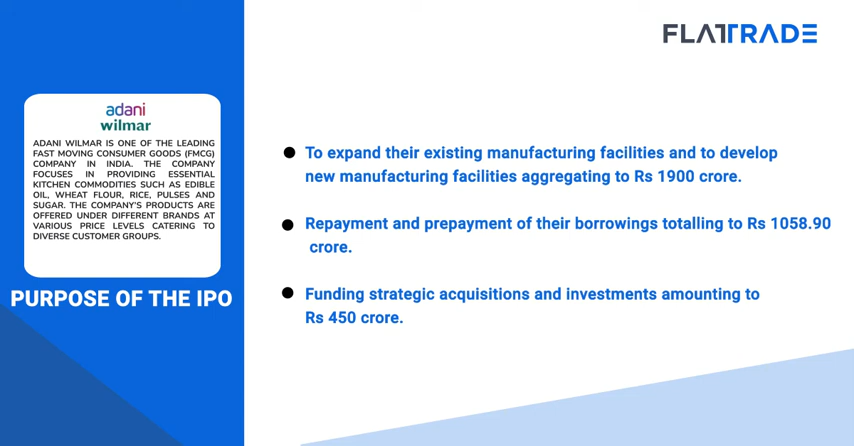 FLATTRADE
adani
wilmar
ADANI WILMAR IS ONE OF THE LEADING
FAST MOVING CONSUMER GOODS (FMCG)
COMPANY IN INDIA. THE COMPANY
FOCUSES IN PROVIDING ESSENTIAL
KITCHEN COMMODITIES SUCH AS EDIBLE
OIL, WHEAT FLOUR, RICE, PULSES AND
SUGAR. THE COMPANY'S PRODUCTS ARE
OFFERED UNDER DIFFERENT BRANDS AT
VARIOUS PRICE LEVELS CATERING TO
DIVERSE CUSTOMER GROUPS.
PURPOSE OF THE IPO
● To expand their existing manufacturing facilities and to develop
new manufacturing facilities aggregating to Rs 1900 crore.
● Repayment and prepayment of their borrowings totalling to Rs 1058.90
crore.
● Funding strategic acquisitions and investments amounting to
Rs 450 crore.